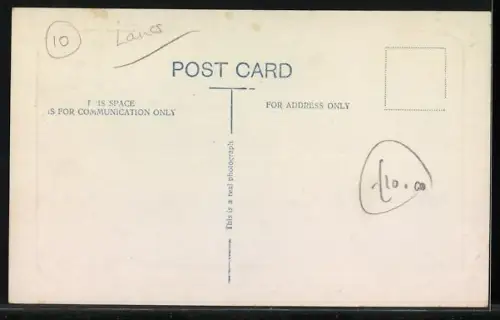 10
Lancs
POST CARD
IS SPACE
IS FOR COMMUNICATION ONLY
FOR ADDRESS ONLY
This is a real photograph
£10.00